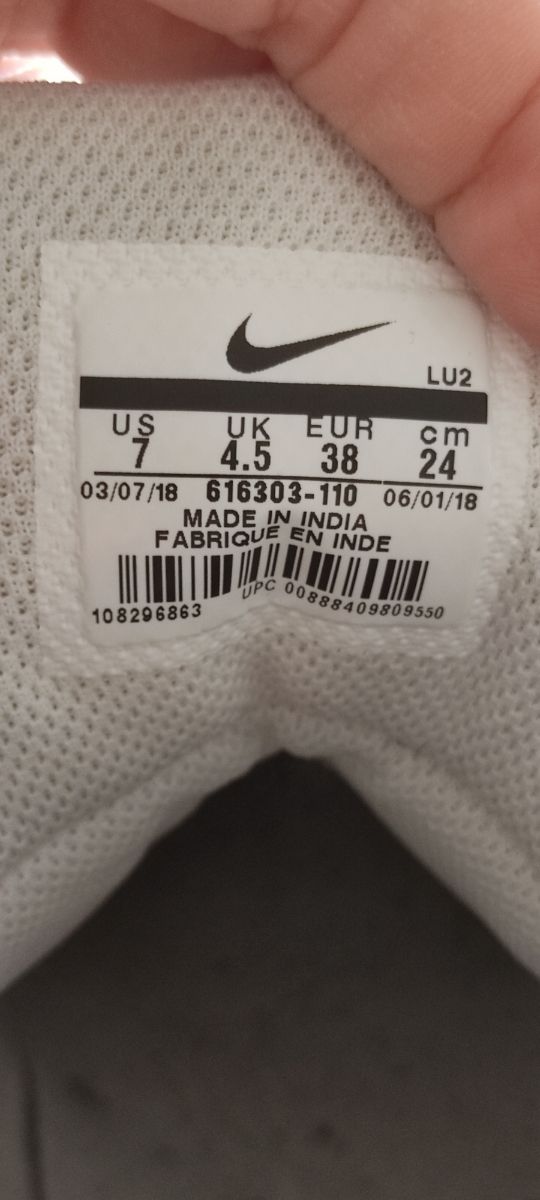 LU2
US UK EUR cm
7 4.5 38 24
03/07/18 616303-110 06/01/18
MADE IN INDIA
FABRIQUE EN INDE
108296863 UPC 00888409809550